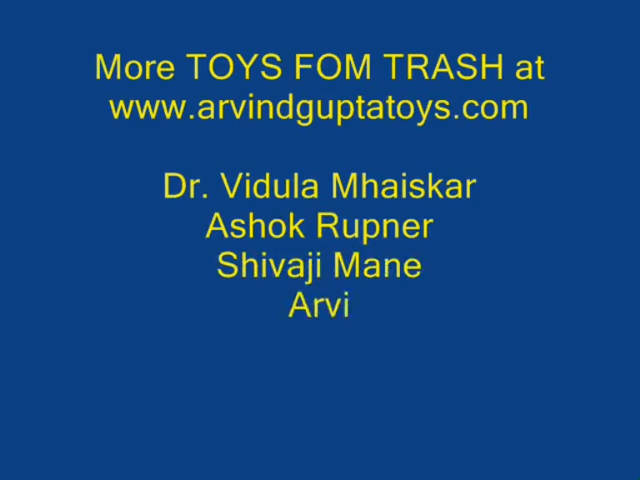 More TOYS FOM TRASH at
www.arvindguptatoys.com
Dr. Vidula Mhaiskar
Ashok Rupner
Shivaji Mane
Arvi